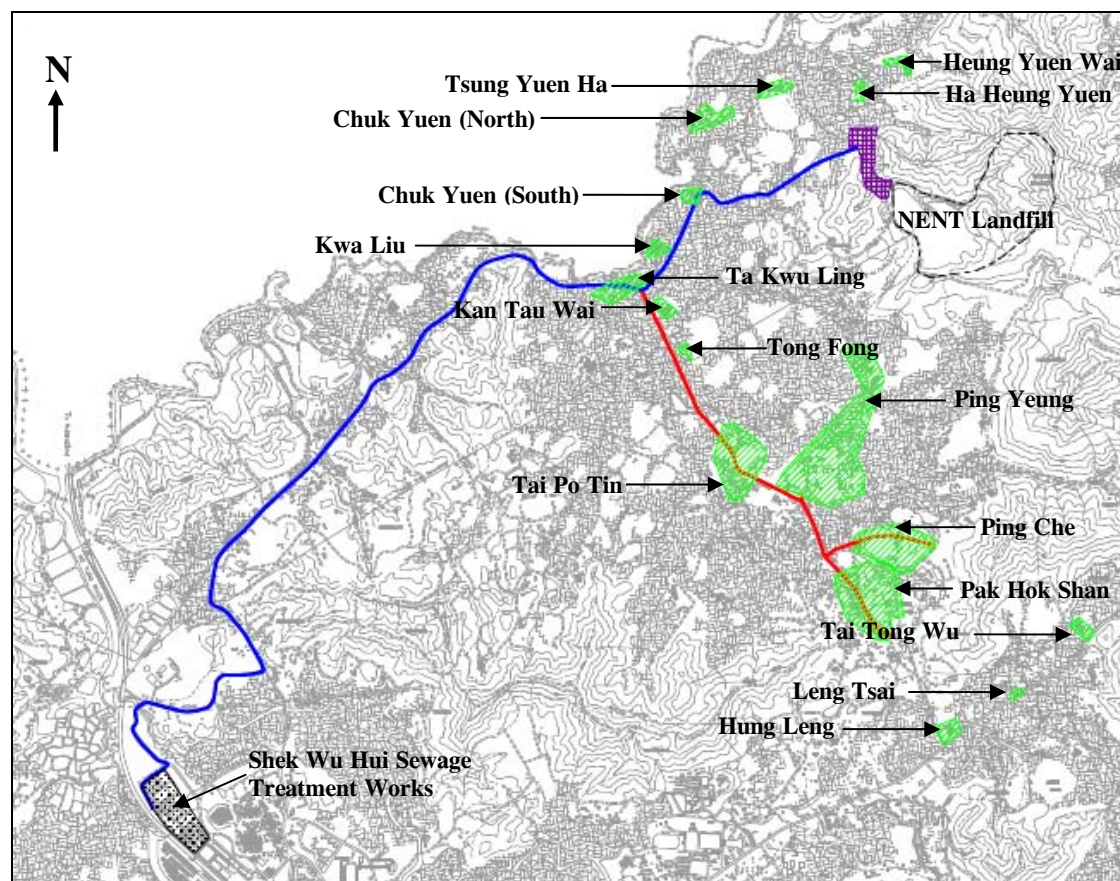 N
Heung Yuen Wai
Tsung Yuen Ha
Ha Heung Yuen
Chuk Yuen (North)
Chuk Yuen (South)
NENT Landfill
Kwa Liu
Ta Kwu Ling
Kan Tau Wai
Tong Fong
Ping Yeung
Tai Po Tin
Ping Che
Pak Hok Shan
Tai Tong Wu
Leng Tsai
Hung Leng
Shek Wu Hui Sewage
Treatment Works